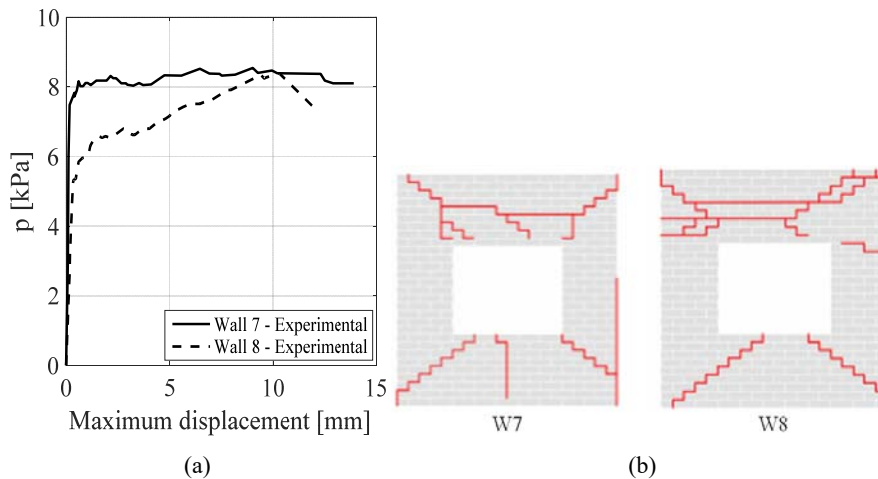 10
8
6
4
2
0
p [kPa]
Wall 7 - Experimental
Wall 8 - Experimental
0 5 10 15
Maximum displacement [mm]
W7
W8
(a)
(b)